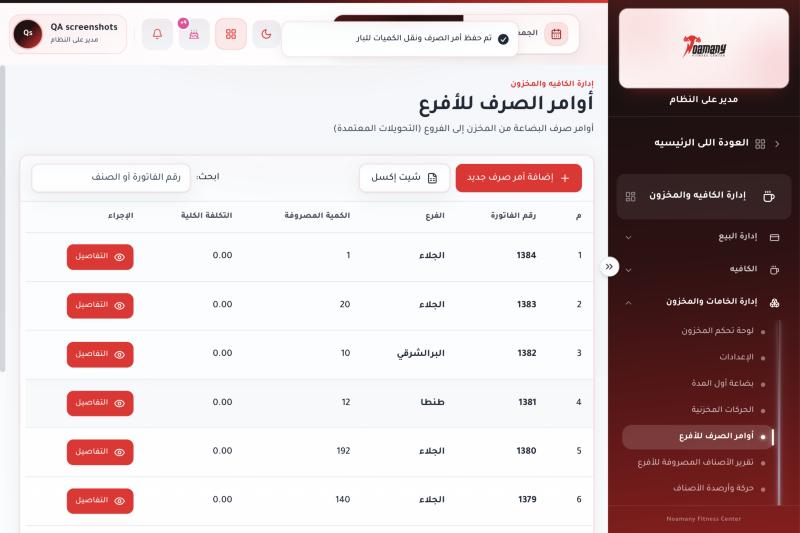 Noamany
FITNESS CENTER
مدير على النظام
العودة اللى الرئيسيه
إدارة الكافيه والمخزون
إدارة البيع
الكافيه
إدارة الخامات والمخزون
لوحة تحكم المخزون
الإعدادات
بضاعة أول المدة
الحركات المخزنية
أوامر الصرف للأفرع
تقرير الأصناف المصروفة للأفرع
حركة وأرصدة الأصناف
Noamany Fitness Center
الجمع
تم حفظ أمر الصرف ونقل الكميات للبار
+٩
QA screenshots
مدير على النظام
Qs
إدارة الكافيه والمخزون
أوامر الصرف للأفرع
أوامر صرف البضاعة من المخزن إلى الفروع (التحويلات المعتمدة)
إضافة أمر صرف جديد
شيت إكسل
ابحث:
رقم الفاتورة أو الصنف
م رقم الفاتورة الفرع الكمية المصروفة التكلفة الكلية الإجراء
1 1384 الجلاء 1 0.00 التفاصيل
2 1383 الجلاء 20 0.00 التفاصيل
3 1382 البرالشرقي 10 0.00 التفاصيل
4 1381 طنطا 12 0.00 التفاصيل
5 1380 الجلاء 192 0.00 التفاصيل
6 1379 الجلاء 140 0.00 التفاصيل